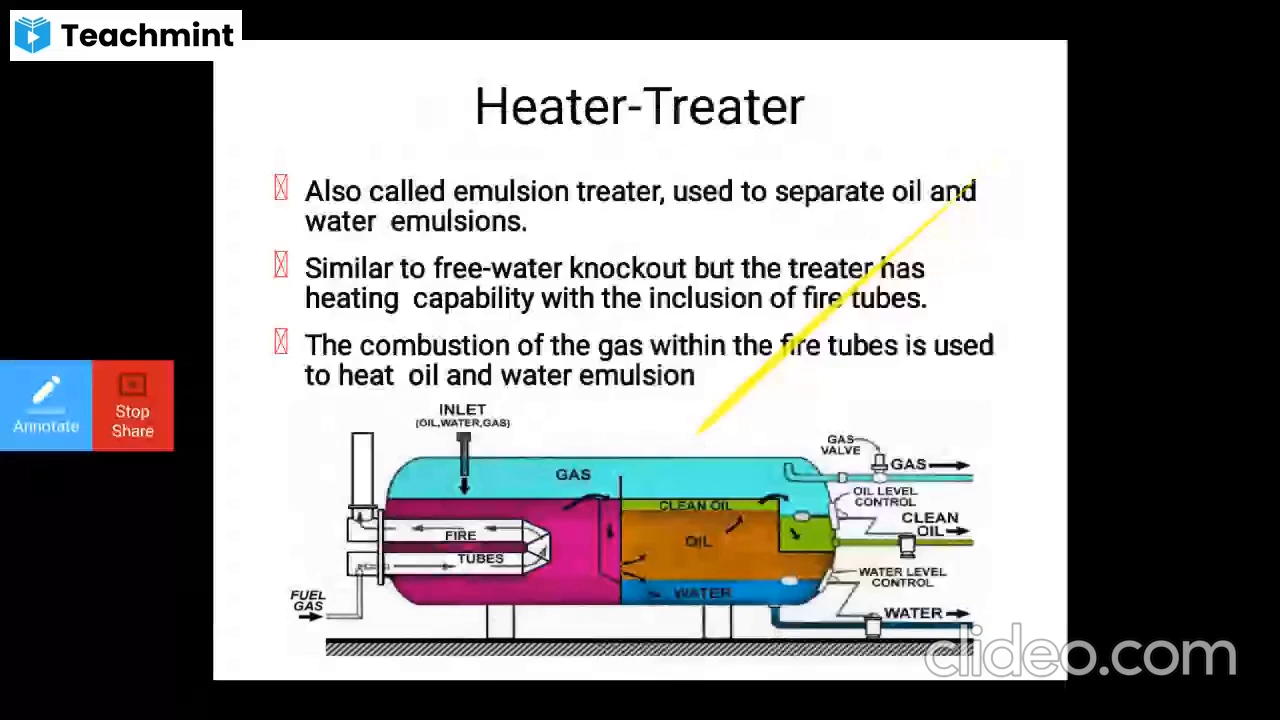 Teachmint
Heater-Treater
Also called emulsion treater, used to separate oil and
water emulsions.
Similar to free-water knockout but the treater has
heating capability with the inclusion of fire tubes.
The combustion of the gas within the fire tubes is used
to heat oil and water emulsion
Annotate
Stop
Share
INLET
(OIL,WATER,GAS)
GAS
GAS
VALVE
GAS
OIL LEVEL
CONTROL
CLEAN OIL
CLEAN
OIL
FIRE
TUBES
OIL
WATER LEVEL
CONTROL
FUEL
GAS
WATER
WATER
clideo.com